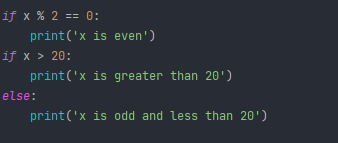 if x % 2 == 0:
    print('x is even')
if x > 20:
    print('x is greater than 20')
else:
    print('x is odd and less than 20')